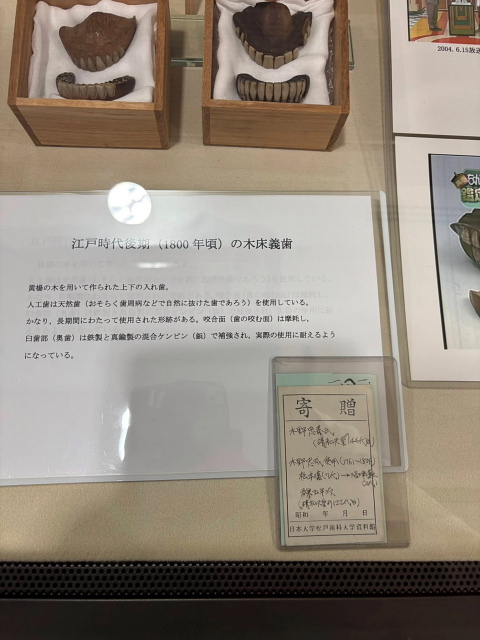 2004. 6.15放送
江戸時代後期（1800年頃）の木床義歯
黄楊の木を用いて作られた上下の入れ歯。
人工歯は天然歯（おそらく歯周病などで自然に抜けた歯であろう）を使用している。
かなり、長期間にわたって使用された形跡がある。咬合面（歯の咬む面）は摩耗し、
臼歯部（奥歯）は鉄製と真鍮製の混合ケンピン（鋲）で補強され、実際の使用に耐えるよう
になっている。
寄贈
昭和　年　月　日
日本大学松戸歯科大学資料館